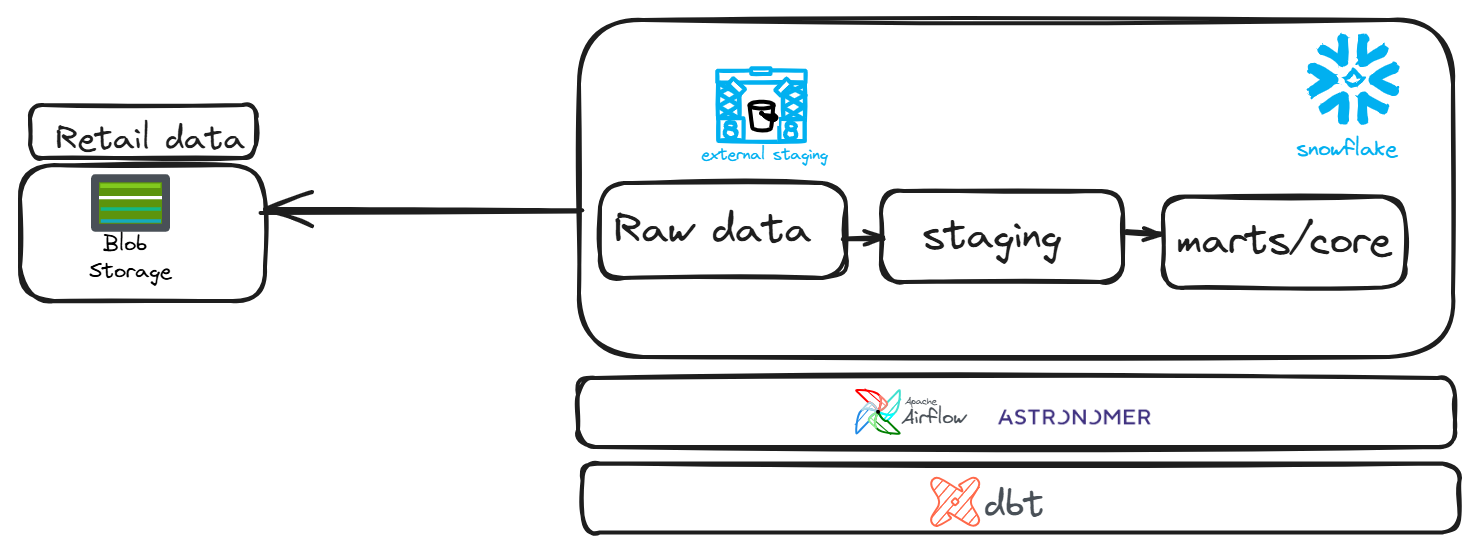 Retail data
Blob
Storage
external staging
snowflake
Raw data
staging
marts/core
Apache
Airflow
ASTRONOMER
dbt